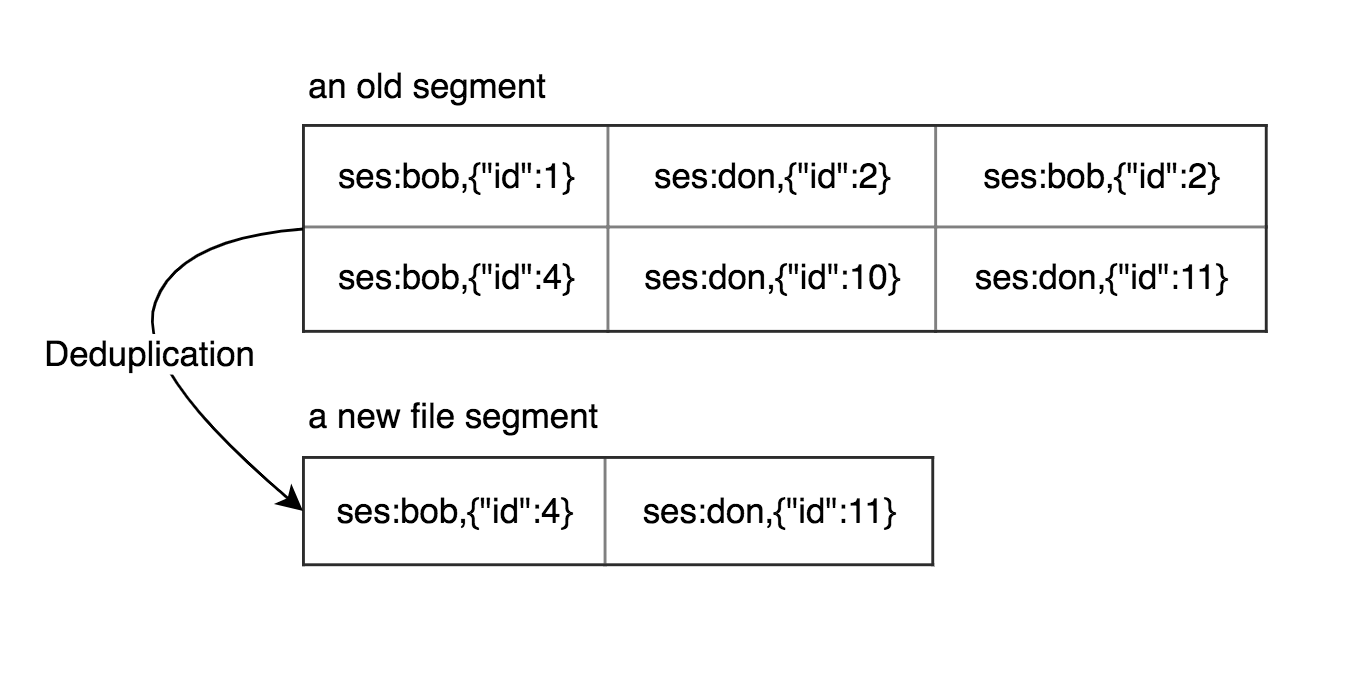 an old segment
ses:bob,{"id":1} ses:don,{"id":2} ses:bob,{"id":2}
ses:bob,{"id":4} ses:don,{"id":10} ses:don,{"id":11}
Deduplication
a new file segment
ses:bob,{"id":4} ses:don,{"id":11}